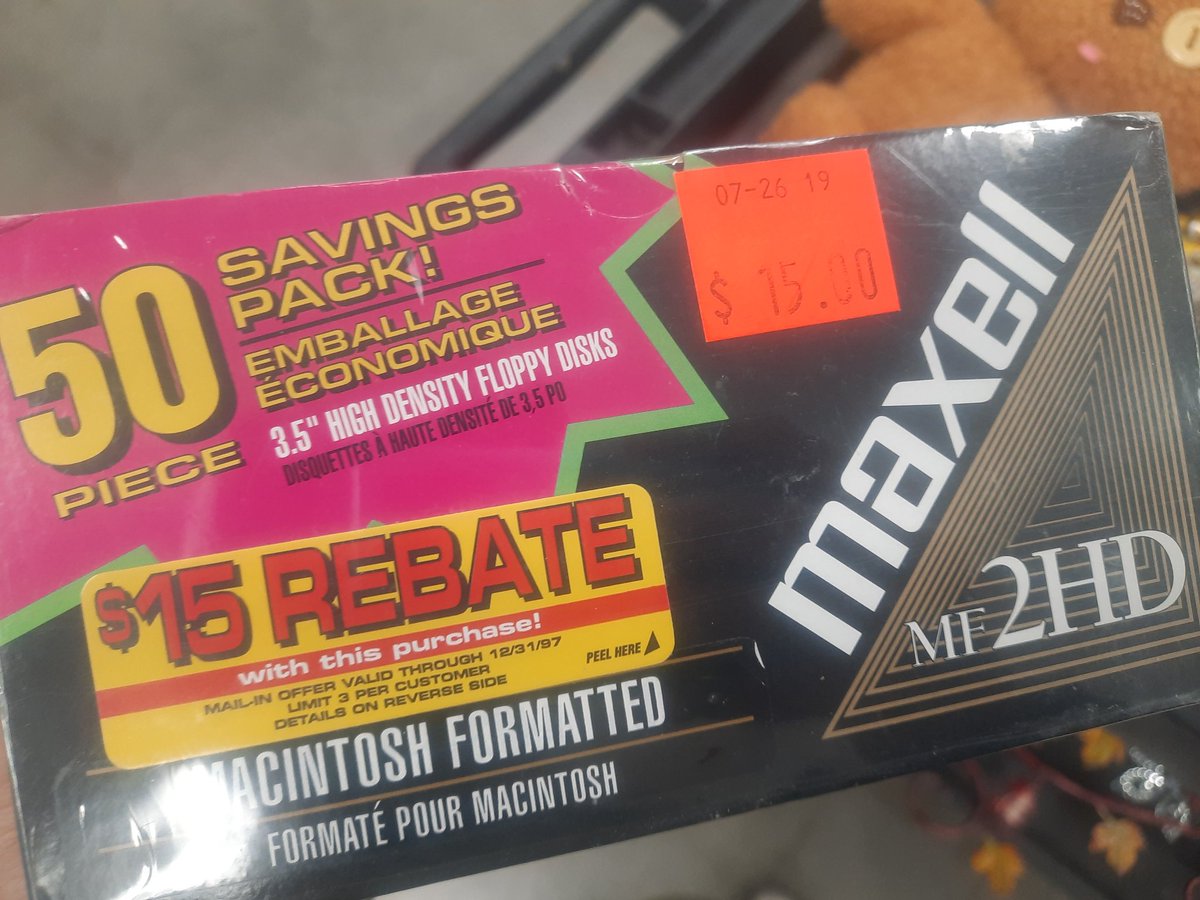 50
PIECE
SAVINGS
PACK!
EMBALLAGE
ÉCONOMIQUE
3.5" HIGH DENSITY FLOPPY DISKS
DISQUETTES À HAUTE DENSITÉ DE 3,5 PO
07-26 19
$ 15.00
maxell
MF 2HD
$15 REBATE
with this purchase!
MAIL-IN OFFER VALID THROUGH 12/31/97
LIMIT 3 PER CUSTOMER
DETAILS ON REVERSE SIDE
PEEL HERE
MACINTOSH FORMATTED
FORMATÉ POUR MACINTOSH